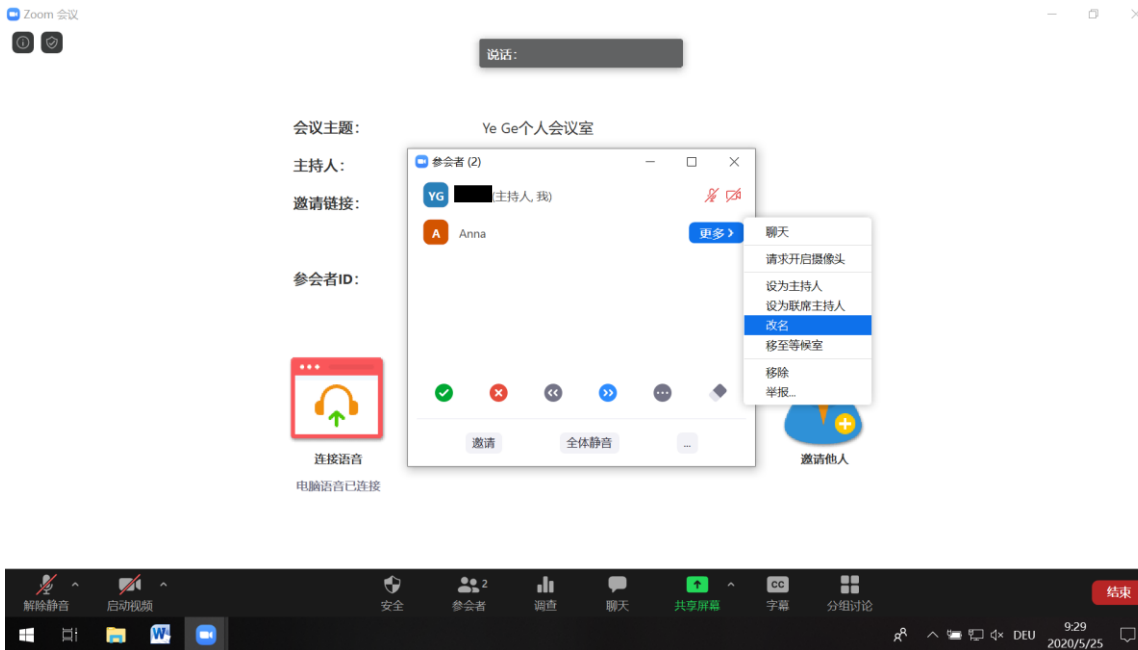 Zoom 会议
说话:
会议主题: Ye Ge个人会议室
主持人:
邀请链接:
参会者ID:
参会者 (2)
YG (主持人, 我)
A Anna 更多
聊天
请求开启摄像头
设为主持人
设为联席主持人
改名
移至等候室
移除
举报...
邀请 全体静音 ...
连接语音
电脑语音已连接
邀请他人
解除静音 启动视频 安全 参会者 2 调查 聊天 共享屏幕 CC 字幕 分组讨论 结束
W DEU 9:29
2020/5/25